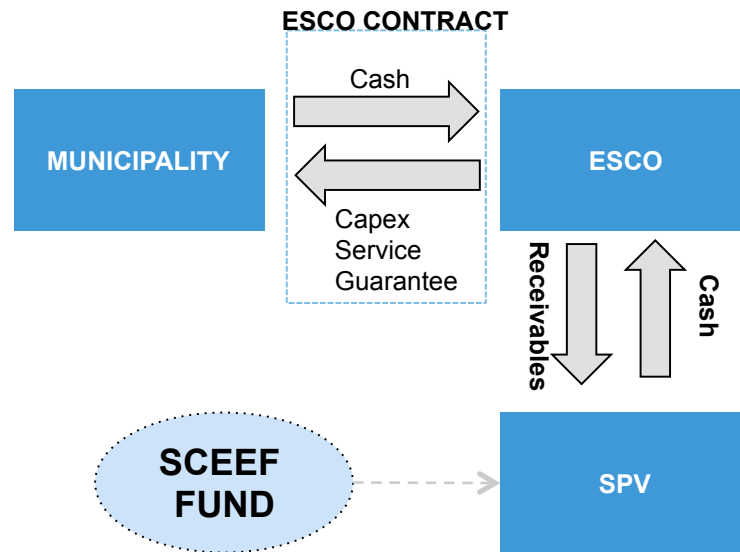 ESCO CONTRACT
Cash
MUNICIPALITY
ESCO
Capex
Service
Guarantee
Receivables
Cash
SCEEF
FUND
SPV